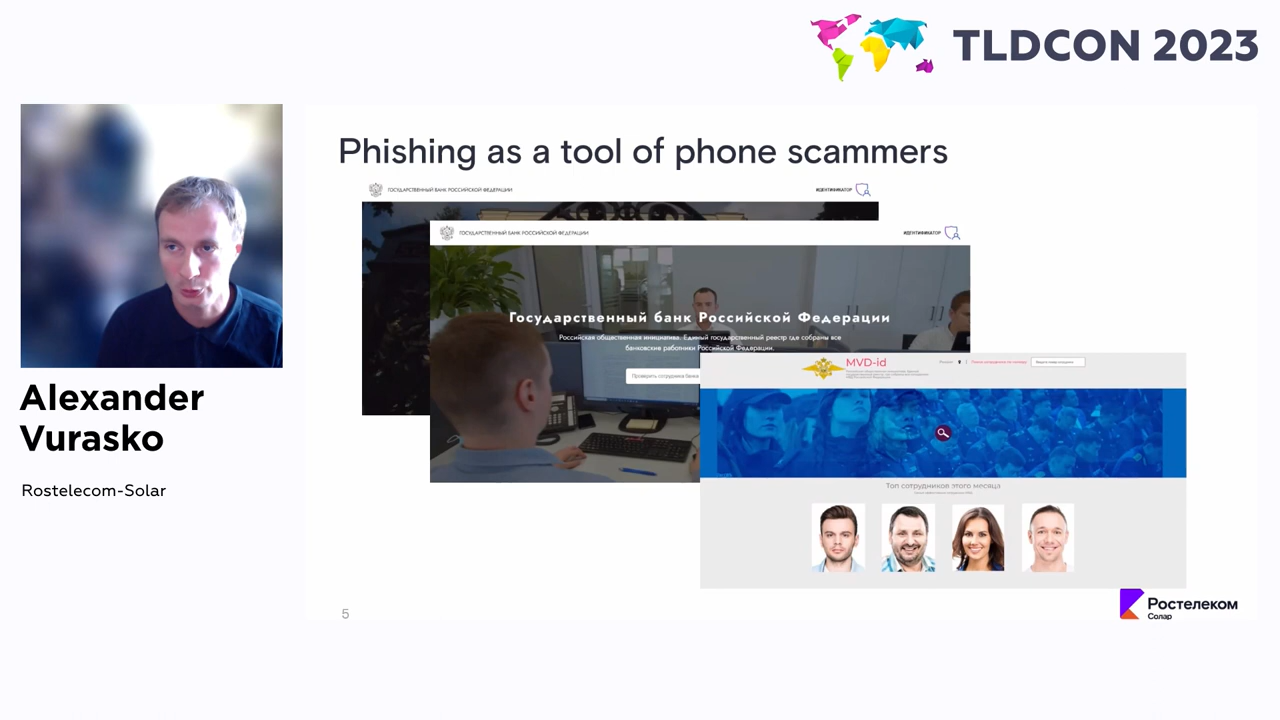 TLDCON 2023
Phishing as a tool of phone scammers
ГОСУДАРСТВЕННЫЙ БАНК РОССИЙСКОЙ ФЕДЕРАЦИИ
ИДЕНТИФИКАТОР
ГОСУДАРСТВЕННЫЙ БАНК РОССИЙСКОЙ ФЕДЕРАЦИИ
ИДЕНТИФИКАТОР
Государственный банк Российской Федерации
Российская общественная инициатива. Единый государственный реестр где собраны все
банковские работники Российской Федерации.
Проверить сотрудника банка
MVD-id
Топ сотрудников этого месяца
Alexander
Vurasko
Rostelecom-Solar
5
Ростелеком
Солар